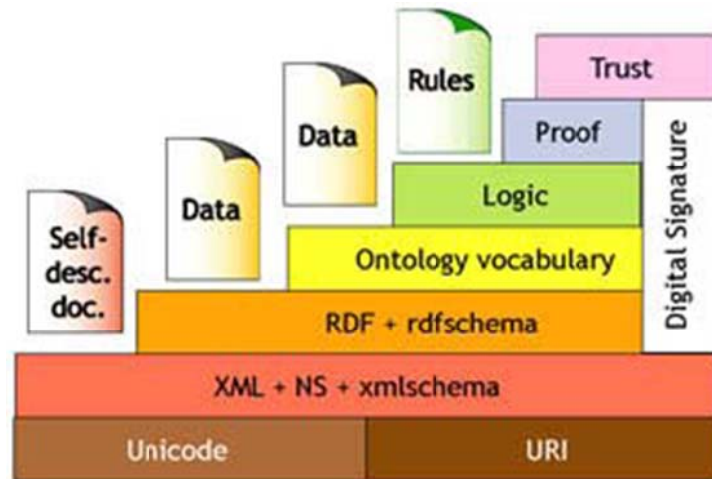 Rules
Trust
Data
Proof
Data
Logic
Self-
desc.
doc.
Ontology vocabulary
Digital Signature
RDF + rdfschema
XML + NS + xmlschema
Unicode
URI